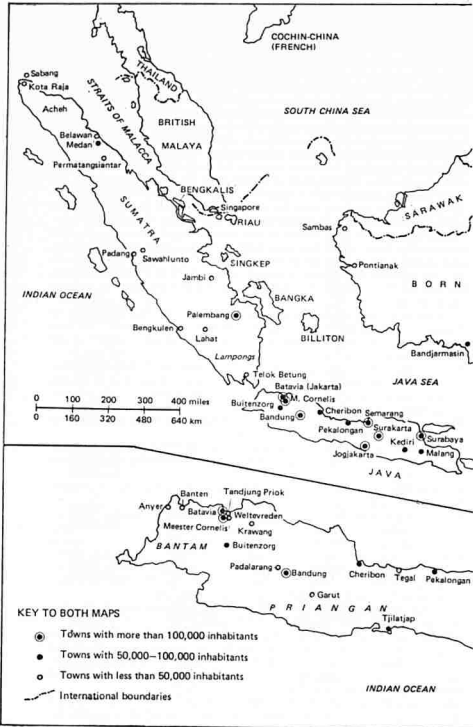 COCHIN-CHINA
(FRENCH)
Sabang
Kota Raja
THAILAND
Acheh
STRAITS OF MALACCA
SOUTH CHINA SEA
BRITISH
MALAYA
Belawan
Medan
Permatangsiantar
BENGKALIS
Singapore
RIAU
SARAWAK
SUMATRA
Sambas
Padang
Sawahlunto
SINGKEP
Pontianak
Jambi
INDIAN OCEAN
BORN
BANGKA
Palembang
Bengkulen
Lahat
BILLITON
Bandjarmasin
Lampongs
Telok Betung
JAVA SEA
Batavia (Jakarta)
M. Cornelis
0 100 200 300 400 miles
0 160 320 480 640 km
Buitenzorg
Cheribon
Semarang
Bandung
Pekalongan
Surakarta
Surabaya
Kediri
Jogjakarta
Malang
JAVA
Tandjung Priok
Banten
Anyer
Batavia
Weltevreden
Meester Cornelis
Krawang
BANTAM
Buitenzorg
Padalarang
Bandung
Cheribon
Tegal
Pekalongan
Garut
PRIANGAN
Tjilatjap
KEY TO BOTH MAPS
Towns with more than 100,000 inhabitants
Towns with 50,000–100,000 inhabitants
Towns with less than 50,000 inhabitants
International boundaries
INDIAN OCEAN